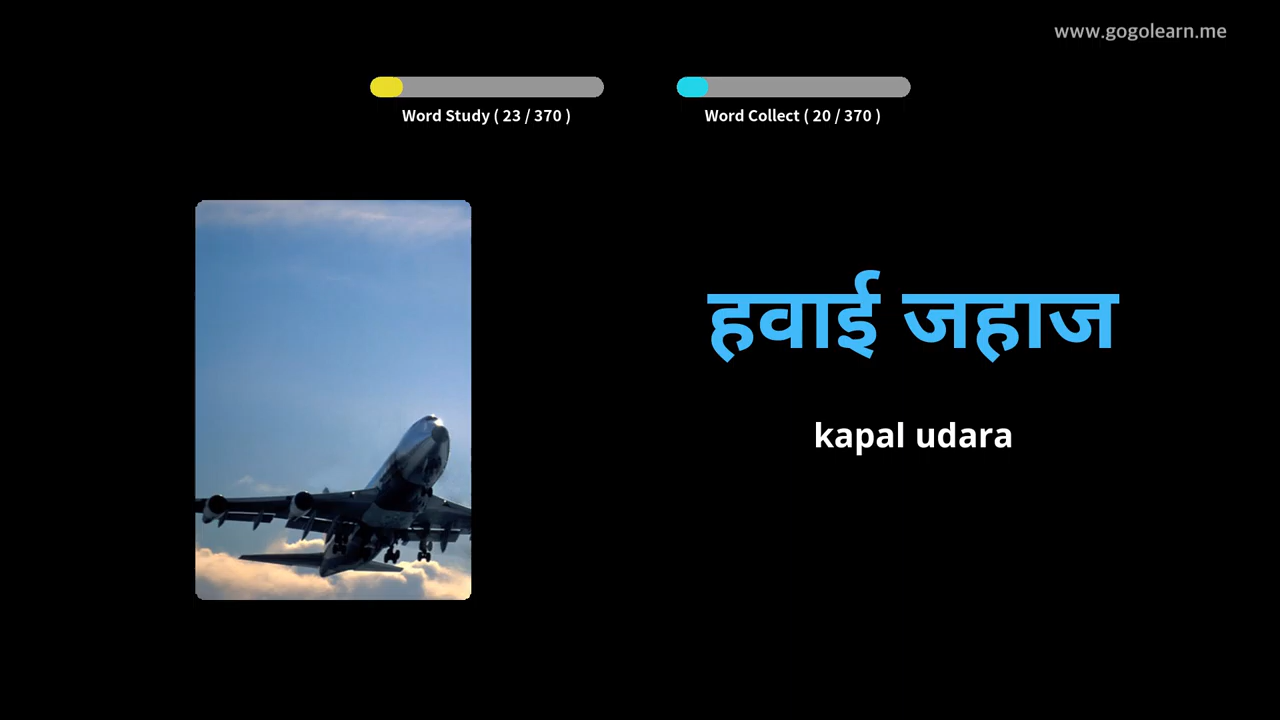 www.gogolearn.me
Word Study ( 23 / 370 )
Word Collect ( 20 / 370 )
हवाई जहाज
kapal udara